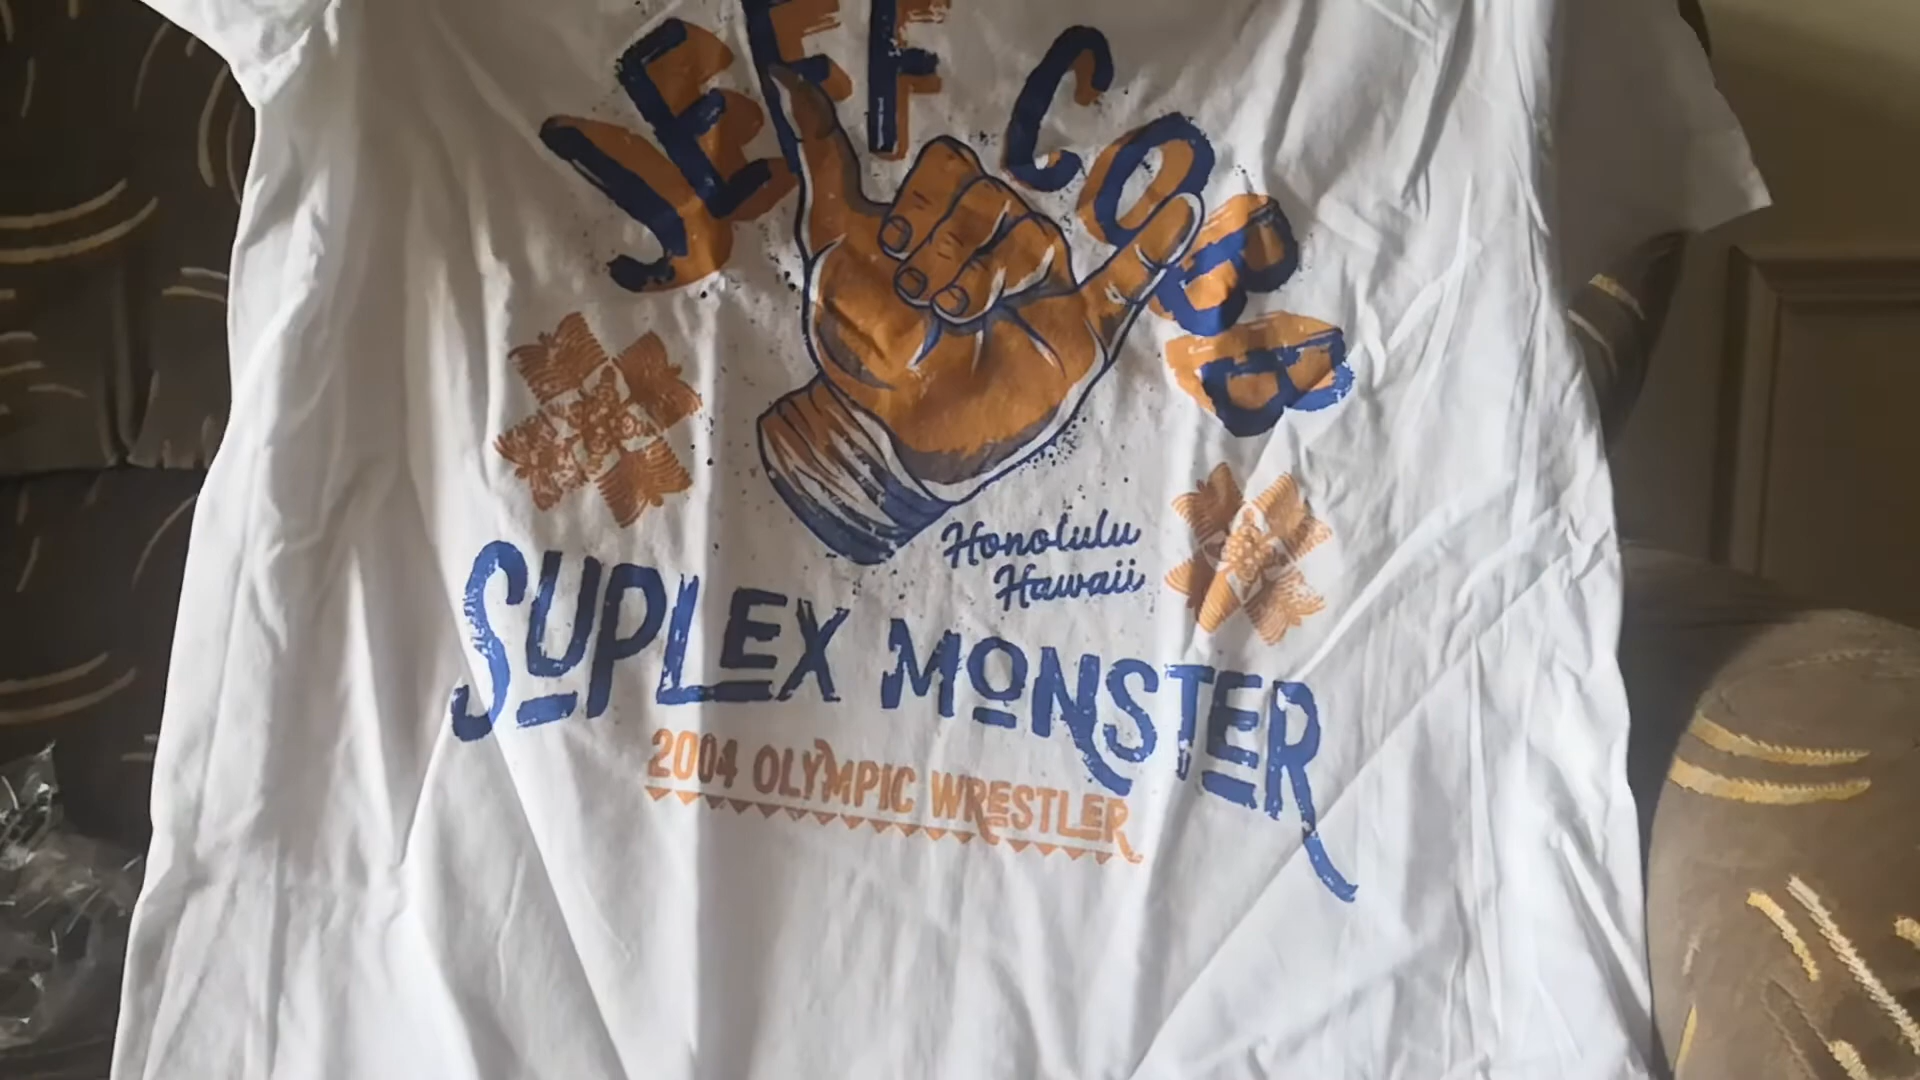 JEFF COBB
Honolulu
Hawaii
SUPLEX MONSTER
2004 OLYMPIC WRESTLER